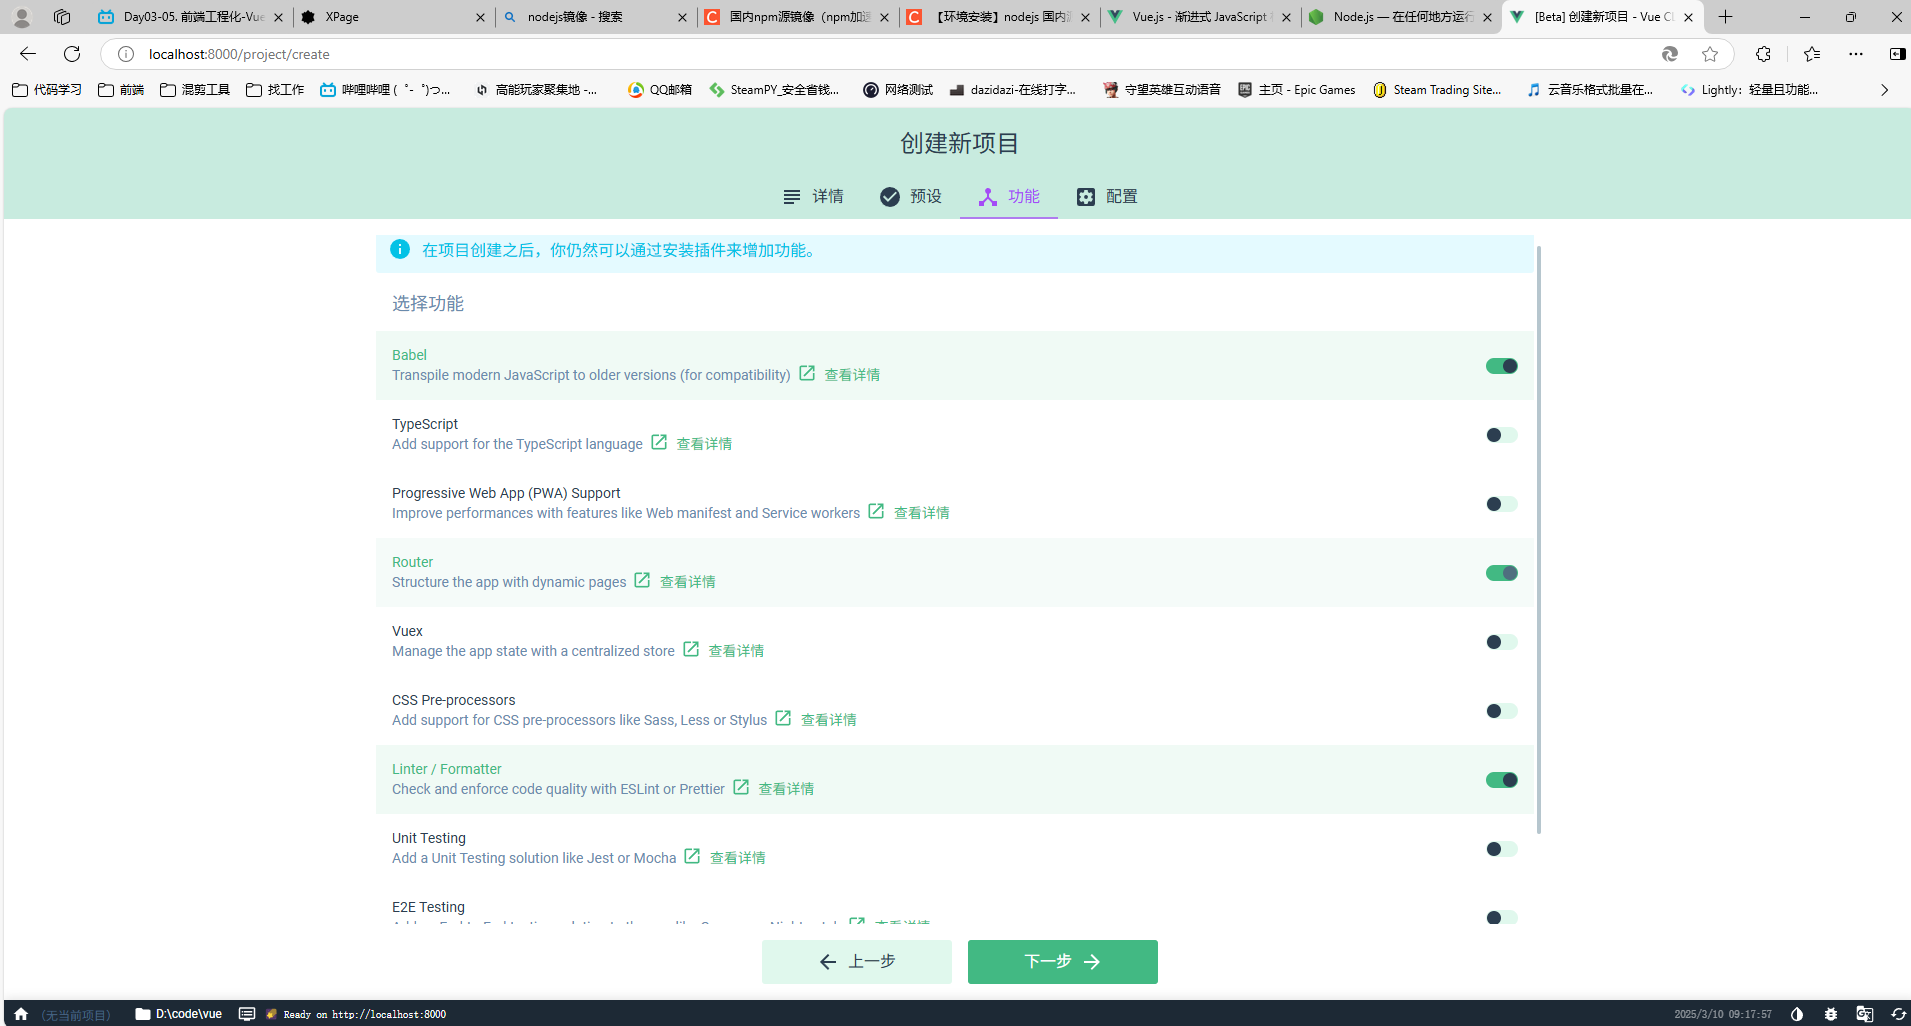 Day03-05. 前端工程化-Vue
XPage
nodejs镜像 - 搜索
国内npm源镜像（npm加速
【环境安装】nodejs 国内
Vue.js - 渐进式 JavaScript
Node.js — 在任何地方运行
[Beta] 创建新项目 - Vue CL
localhost:8000/project/create
代码学习
前端
混剪工具
找工作
哔哩哔哩 ( ゜- ゜)つ...
高能玩家聚集地 -...
QQ邮箱
SteamPY_安全省钱...
网络测试
dazidazi-在线打字...
守望英雄互动语音
主页 - Epic Games
Steam Trading Site...
云音乐格式批量在...
Lightly：轻量且功能...
创建新项目
详情
预设
功能
配置
在项目创建之后，你仍然可以通过安装插件来增加功能。
选择功能
Babel
Transpile modern JavaScript to older versions (for compatibility) 查看详情
TypeScript
Add support for the TypeScript language 查看详情
Progressive Web App (PWA) Support
Improve performances with features like Web manifest and Service workers 查看详情
Router
Structure the app with dynamic pages 查看详情
Vuex
Manage the app state with a centralized store 查看详情
CSS Pre-processors
Add support for CSS pre-processors like Sass, Less or Stylus 查看详情
Linter / Formatter
Check and enforce code quality with ESLint or Prettier 查看详情
Unit Testing
Add a Unit Testing solution like Jest or Mocha 查看详情
E2E Testing
上一步
下一步
（无当前项目）
D:\code\vue
Ready on http://localhost:8000
2025/3/10 09:17:57